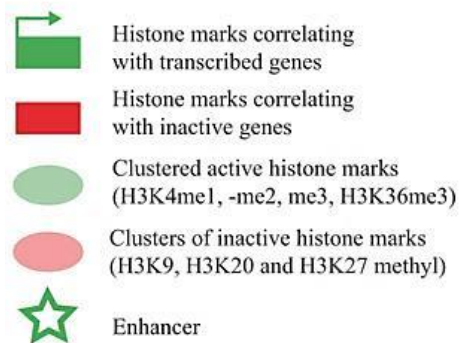 Histone marks correlating
with transcribed genes
Histone marks correlating
with inactive genes
Clustered active histone marks
(H3K4me1, -me2, me3, H3K36me3)
Clusters of inactive histone marks
(H3K9, H3K20 and H3K27 methyl)
Enhancer